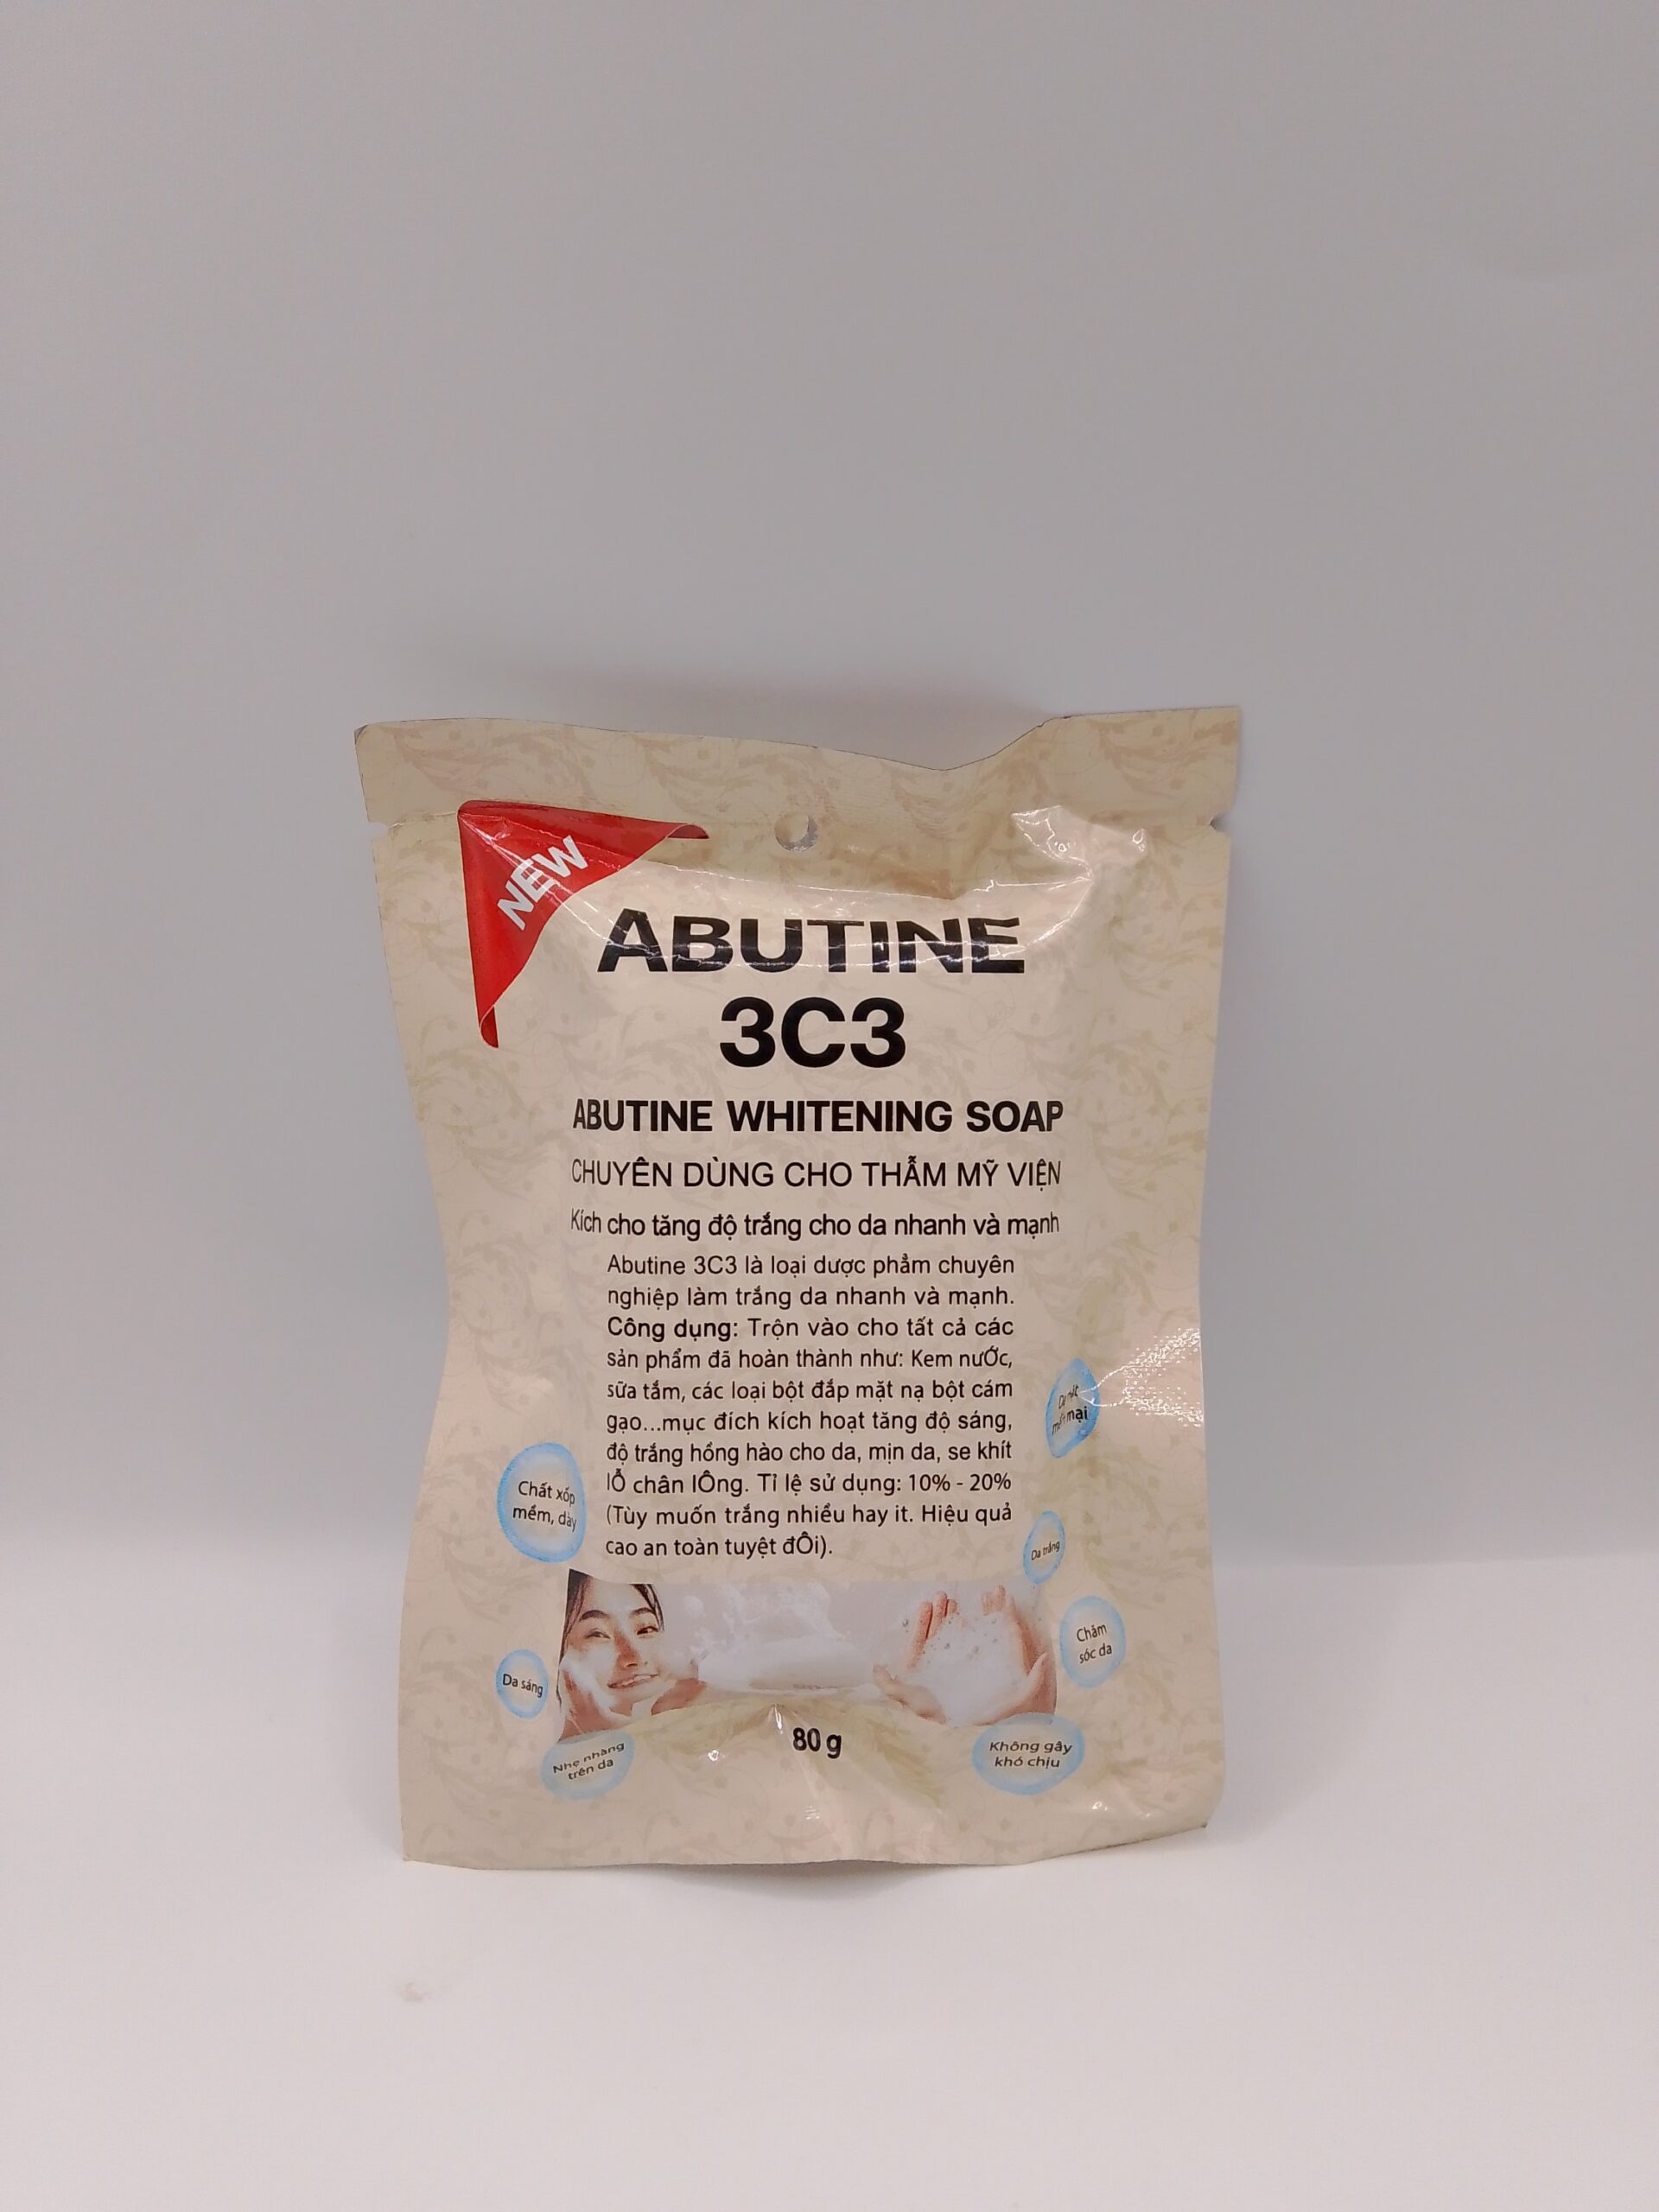 NEW
ABUTINE
3C3
ABUTINE WHITENING SOAP
CHUYÊN DÙNG CHO THẪM MỸ VIỆN
Kích cho tăng độ trắng cho da nhanh và mạnh
Abutine 3C3 là loại dược phẩm chuyên
nghiệp làm trắng da nhanh và mạnh.
Công dụng: Trộn vào cho tất cả các
sản phẩm đã hoàn thành như: Kem nưỚc,
sữa tắm, các loại bột đắp mặt nạ bột cám
gạo...mục đích kích hoạt tăng độ sáng,
độ trắng hồng hào cho da, mịn da, se khít
lỖ chân lÔng. Tỉ lệ sử dụng: 10% - 20%
(Tùy muốn trắng nhiều hay it. Hiệu quả
cao an toàn tuyệt đÔi).
mại
Chất xốp
mềm, dày
Da trắng
Chăm
sóc da
Da sáng
Nhẹ nhàng
trên da
80 g
Không gây
khó chịu